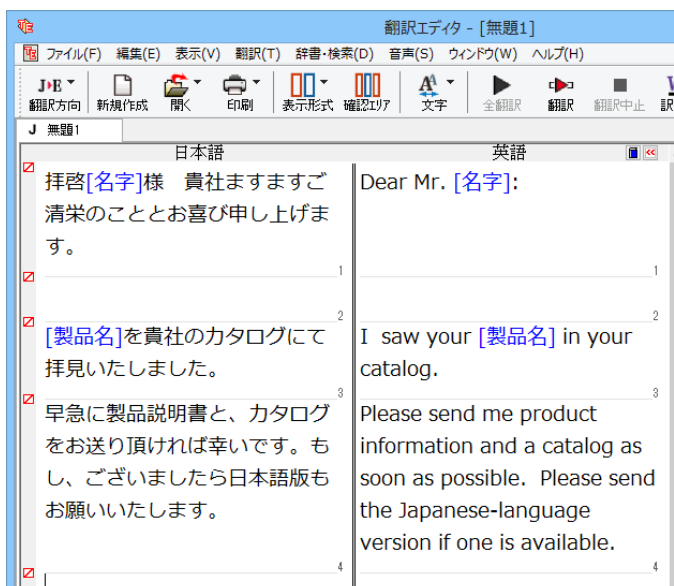 翻訳エディタ - [無題1]
ファイル(F) 編集(E) 表示(V) 翻訳(T) 辞書・検索(D) 音声(S) ウィンドウ(W) ヘルプ(H)
翻訳方向 新規作成 開く 印刷 表示形式 確認エリア 文字 全翻訳 翻訳 翻訳中止 訳
J 無題1
日本語 英語
拝啓[名字]様　貴社ますますご
清栄のこととお喜び申し上げま
す。
1
Dear Mr. [名字]:
1
2
2
[製品名]を貴社のカタログにて
拝見いたしました。
3
I saw your [製品名] in your
catalog.
3
早急に製品説明書と、カタログ
をお送り頂ければ幸いです。も
し、ございましたら日本語版も
お願いいたします。
4
Please send me product
information and a catalog as
soon as possible. Please send
the Japanese-language
version if one is available.
4